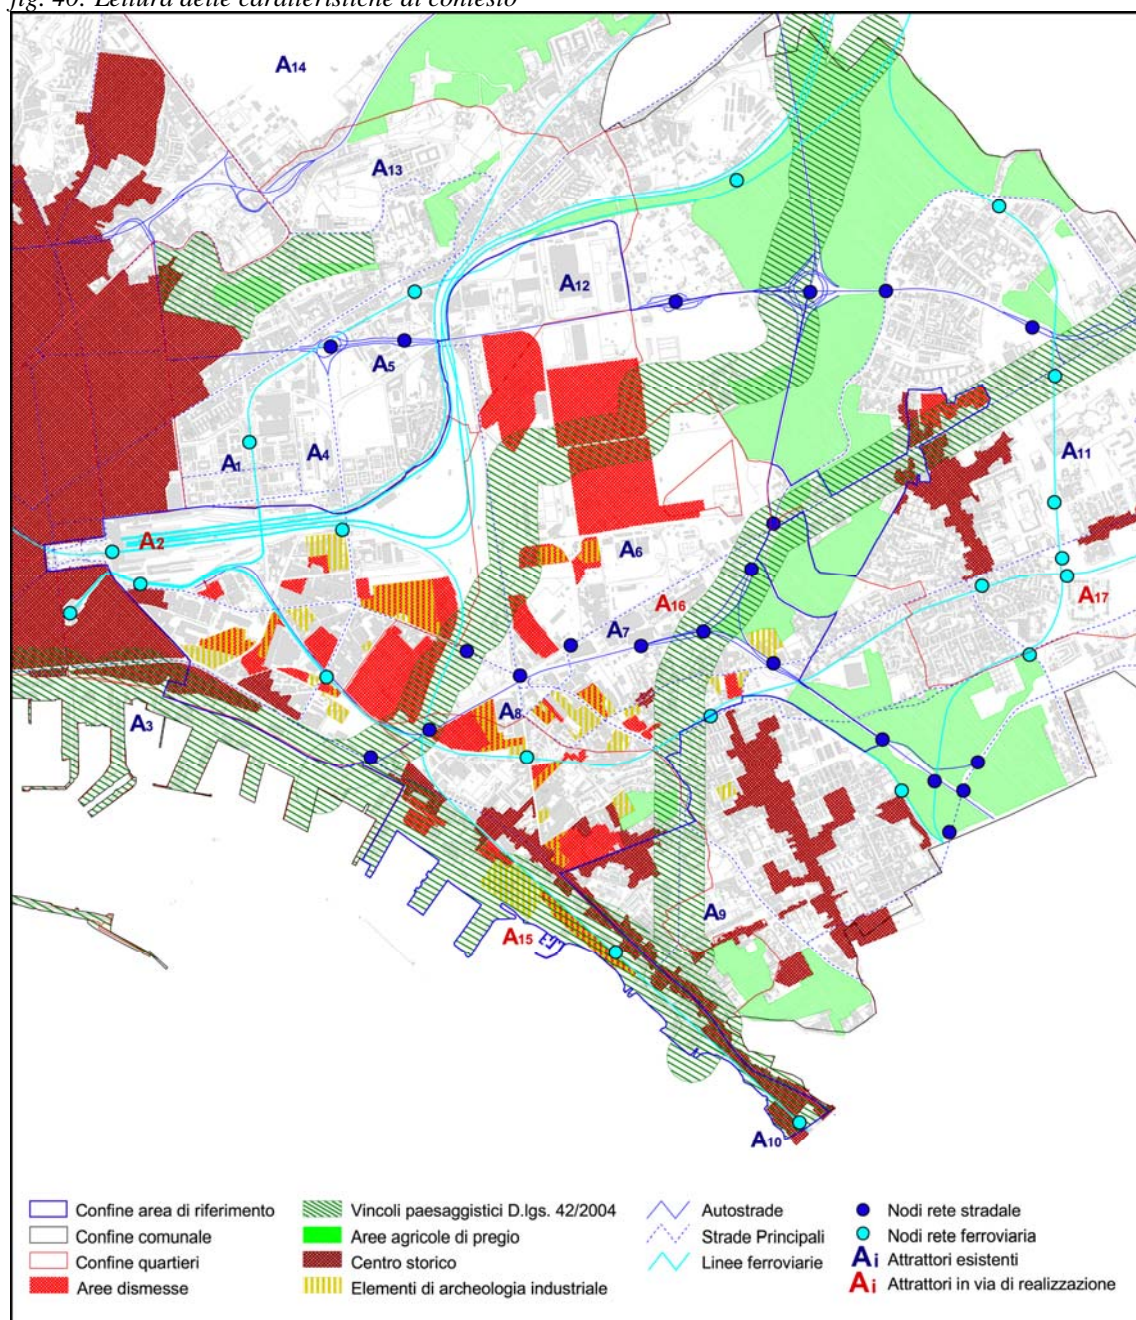 fig. 40: Lettura delle caratteristiche di contesto
A14
A13
A12
A5
A1
A4
A11
A2
A6
A16
A7
A17
A3
A8
A9
A15
A10
Confine area di riferimento
Confine comunale
Confine quartieri
Aree dismesse
Vincoli paesaggistici D.lgs. 42/2004
Aree agricole di pregio
Centro storico
Elementi di archeologia industriale
Autostrade
Strade Principali
Linee ferroviarie
Nodi rete stradale
Nodi rete ferroviaria
Ai Attrattori esistenti
Ai Attrattori in via di realizzazione